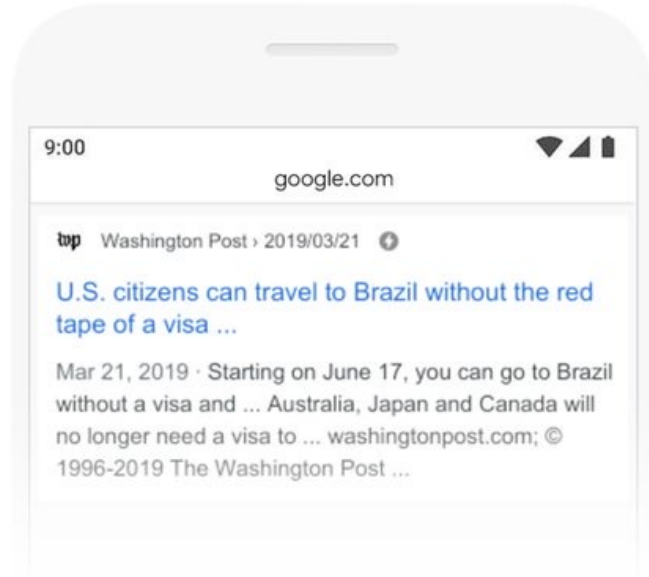 9:00
google.com
wp Washington Post › 2019/03/21
U.S. citizens can travel to Brazil without the red
tape of a visa ...
Mar 21, 2019 · Starting on June 17, you can go to Brazil
without a visa and ... Australia, Japan and Canada will
no longer need a visa to ... washingtonpost.com; ©
1996-2019 The Washington Post ...